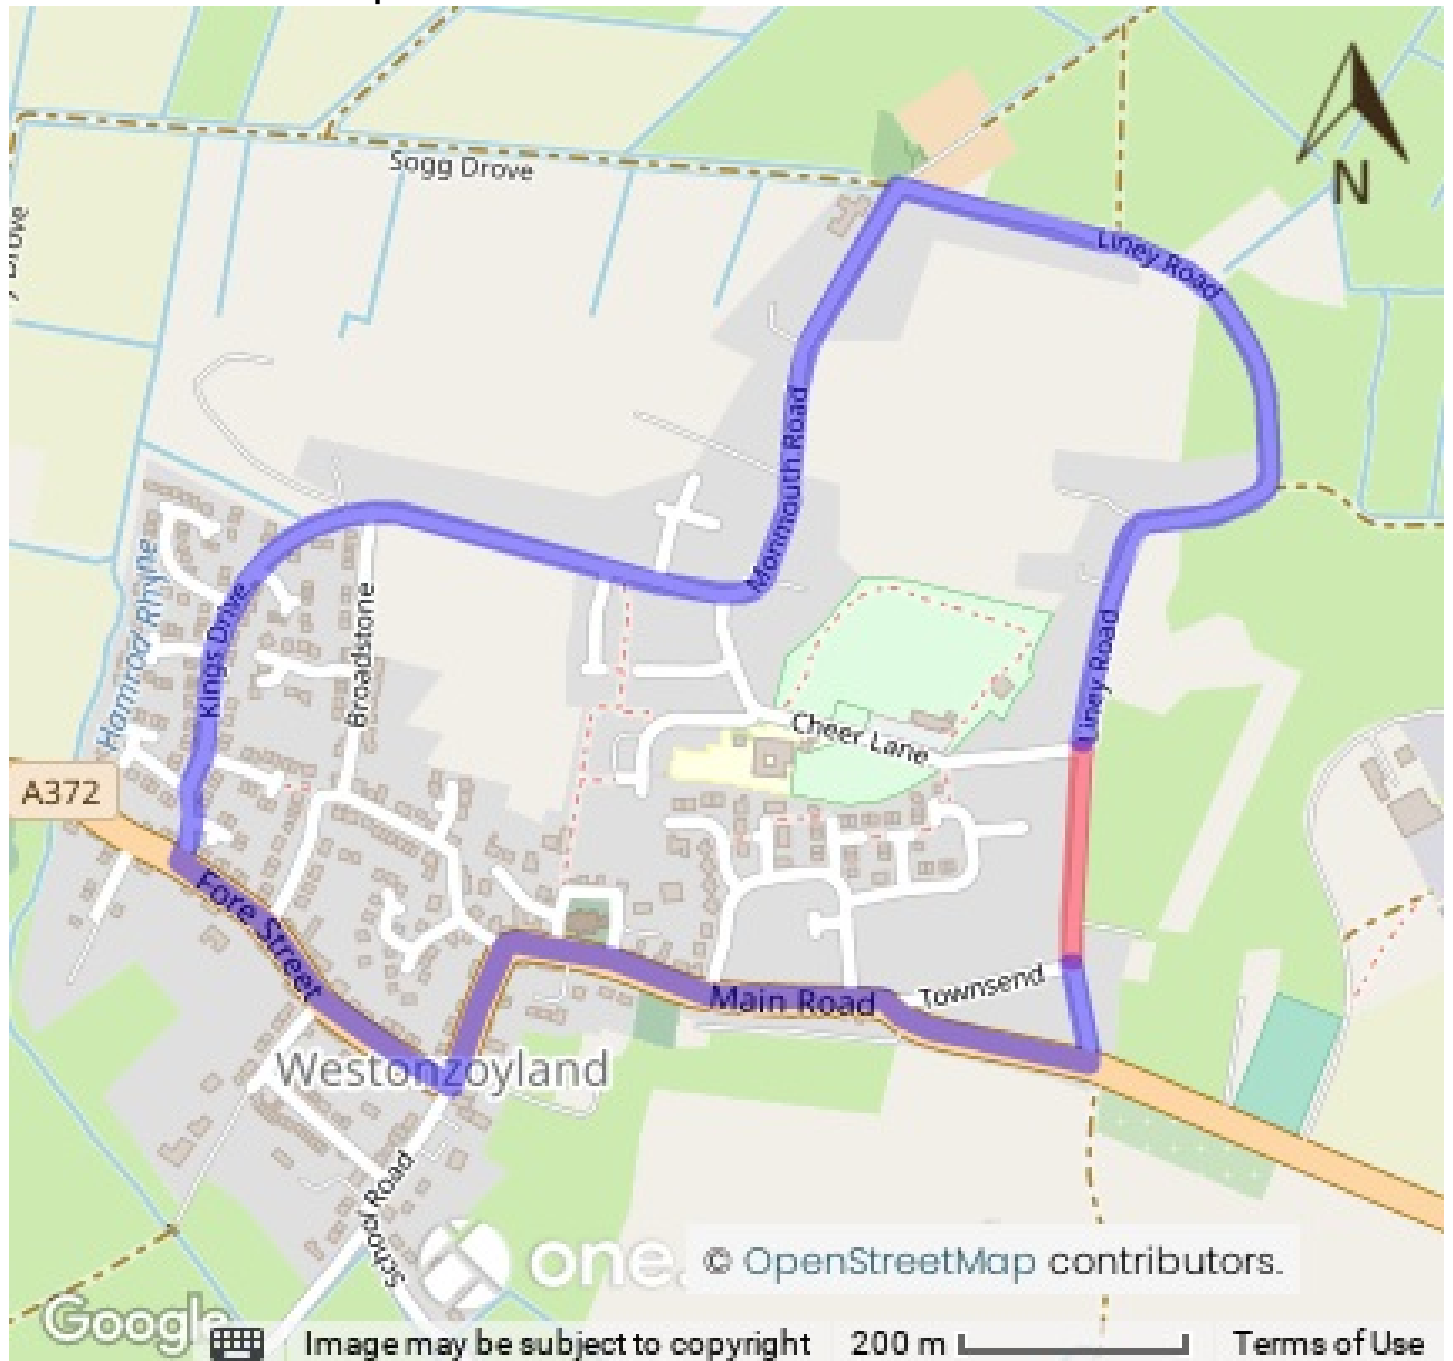 Sogg Drove
N
Liney Road
Monmouth Road
Hamrod Rhyne
Kings Drive
Broadstone
Liney Road
Cheer Lane
A372
Fore Street
Main Road
Townsend
Westonzoyland
School Road
one.
© OpenStreetMap contributors.
Google
Image may be subject to copyright 200 m Terms of Use